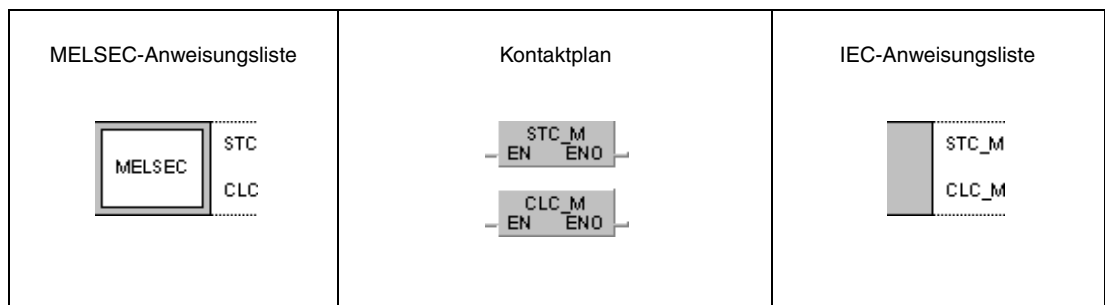 MELSEC-Anweisungsliste
MELSEC
STC
CLC
Kontaktplan
STC_M
EN ENO
CLC_M
EN ENO
IEC-Anweisungsliste
STC_M
CLC_M